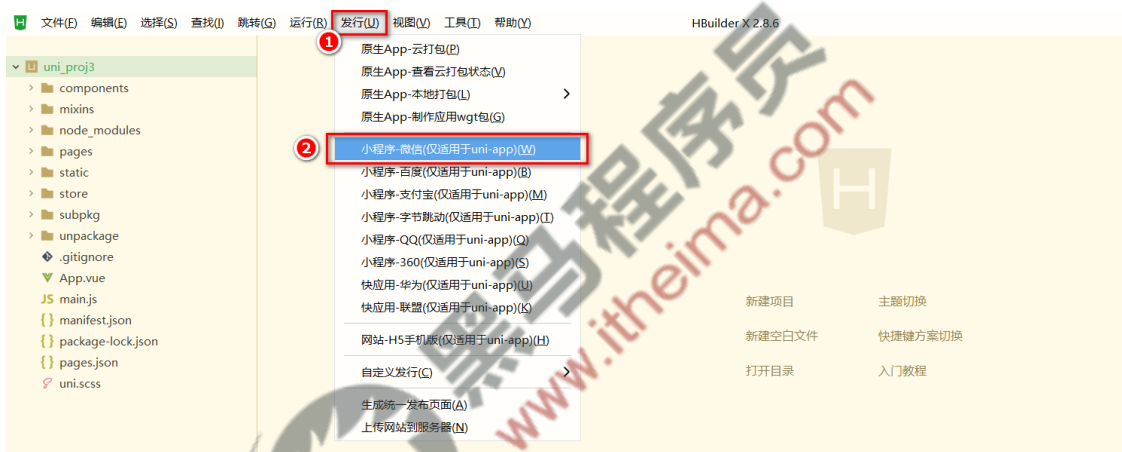 H 文件(F) 编辑(E) 选择(S) 查找(I) 跳转(G) 运行(R) 发行(U) 视图(V) 工具(T) 帮助(Y) HBuilder X 2.8.6
1
uni_proj3
components
mixins
node_modules
pages
static
store
subpkg
unpackage
.gitignore
App.vue
JS main.js
{ } manifest.json
{ } package-lock.json
{ } pages.json
uni.scss
原生App-云打包(P)
原生App-查看云打包状态(V)
原生App-本地打包(L)
原生App-制作应用wgt包(G)
2
小程序-微信(仅适用于uni-app)(W)
小程序-百度(仅适用于uni-app)(B)
小程序-支付宝(仅适用于uni-app)(M)
小程序-字节跳动(仅适用于uni-app)(T)
小程序-QQ(仅适用于uni-app)(Q)
小程序-360(仅适用于uni-app)(S)
快应用-华为(仅适用于uni-app)(U)
快应用-联盟(仅适用于uni-app)(K)
网站-H5手机版(仅适用于uni-app)(H)
自定义发行(C)
生成统一发布页面(A)
上传网站到服务器(N)
H
新建项目 主题切换
新建空白文件 快捷键方案切换
打开目录 入门教程
黑马程序员
www.itheima.com